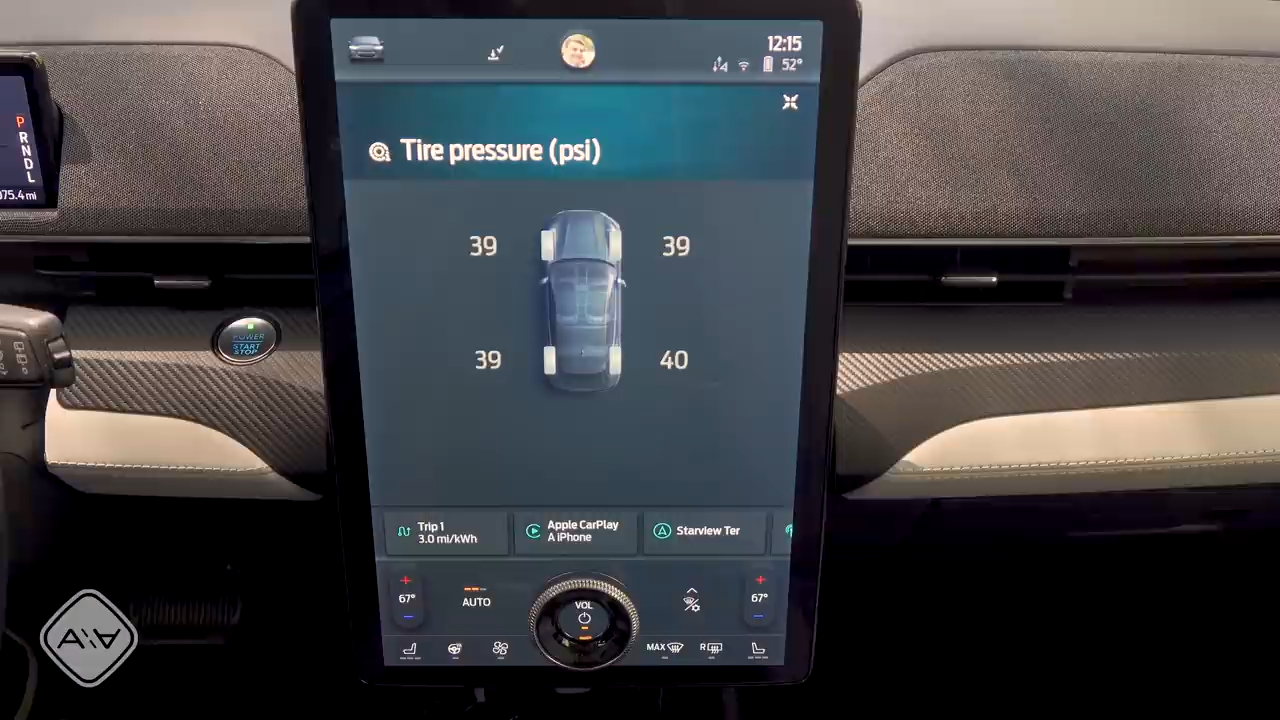 12:15
52°
Tire pressure (psi)
P
R
N
D
L
975.4 mi
39
39
39
40
POWER
START
STOP
Trip 1
3.0 mi/kWh
Apple CarPlay
A iPhone
Starview Ter
67°
AUTO
VOL
67°
MAX
R
A\:\V